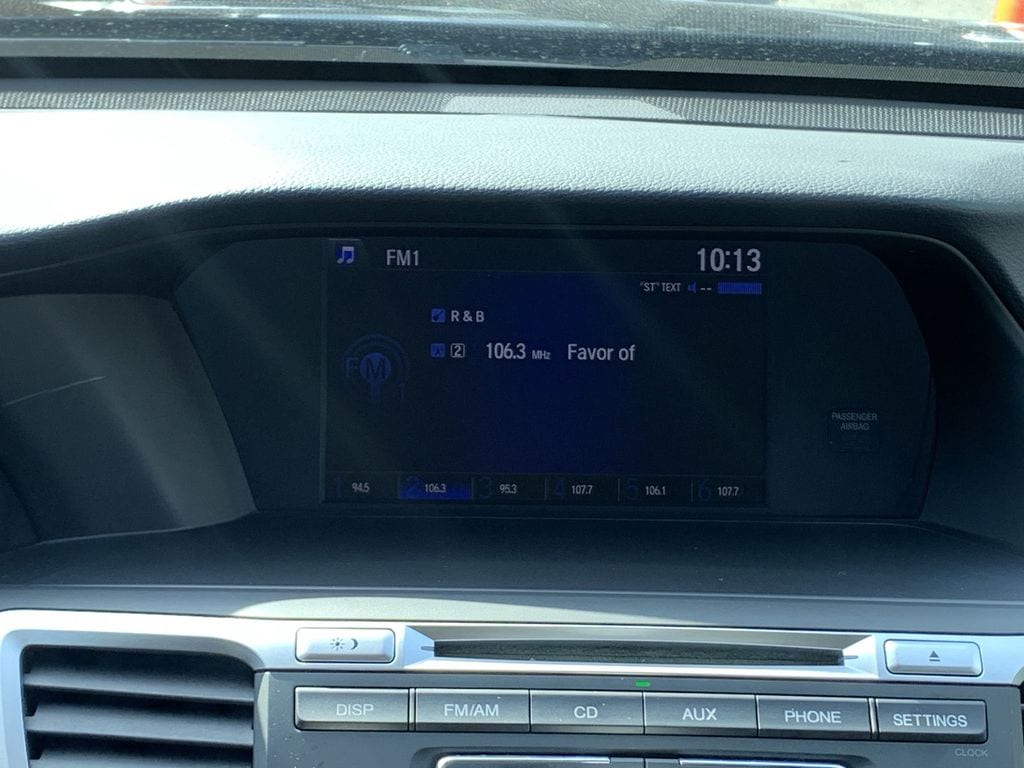 FM1 10:13
"ST" TEXT --
R & B
FM 1
2 106.3 MHz Favor of
PASSENGER
AIRBAG
1 94.5 2 106.3 3 95.3 4 107.7 5 106.1 6 107.7
DISP FM/AM CD AUX PHONE SETTINGS
CLOCK